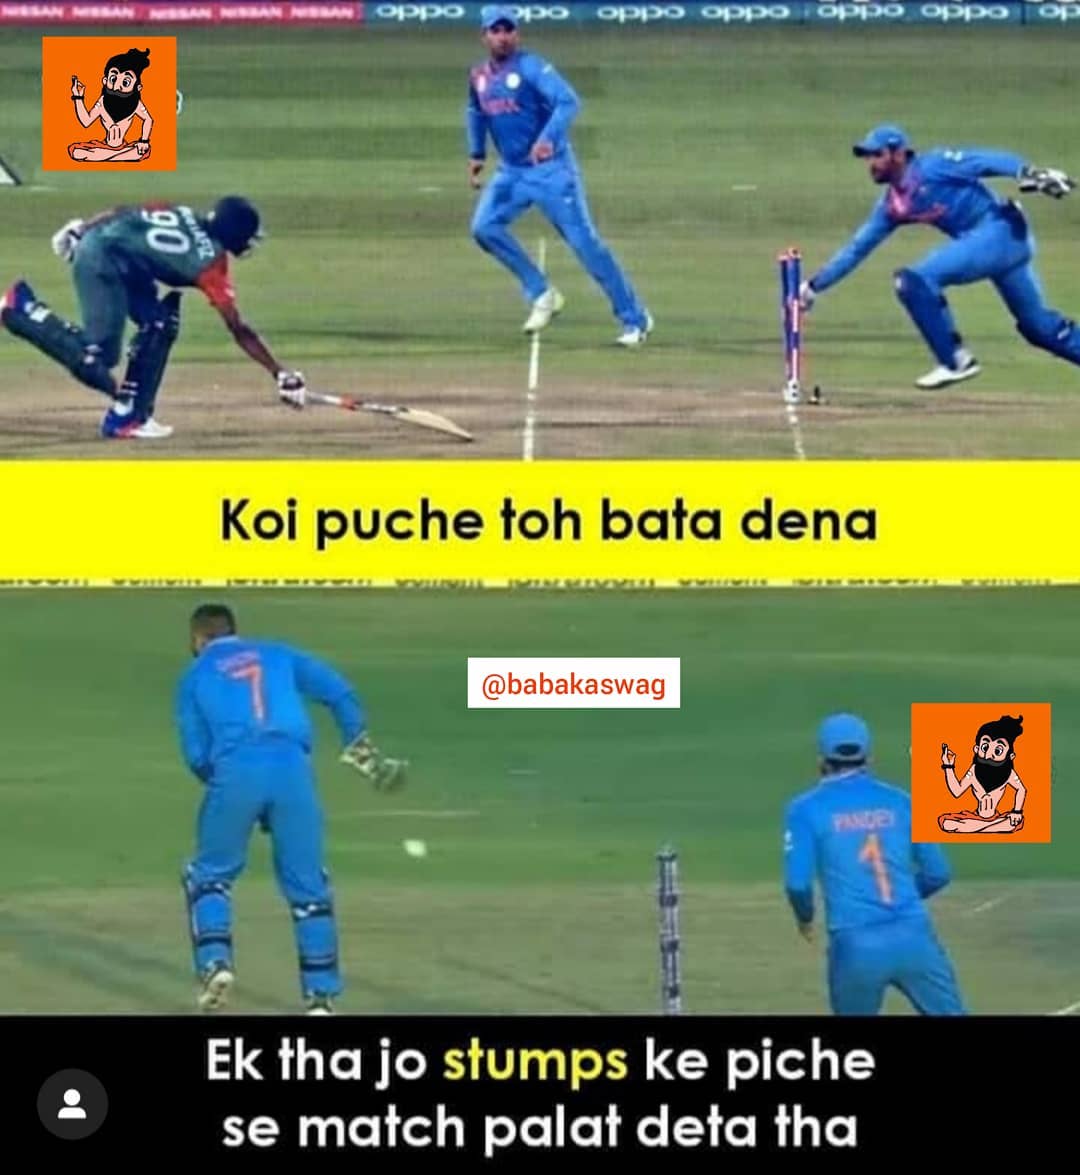 NISSAN NISSAN NISSAN NISSAN NISSAN oppo oppo oppo oppo oppo oppo op
90
Koi puche toh bata dena
7
@babakaswag
PANDEY
1
Ek tha jo stumps ke piche
se match palat deta tha